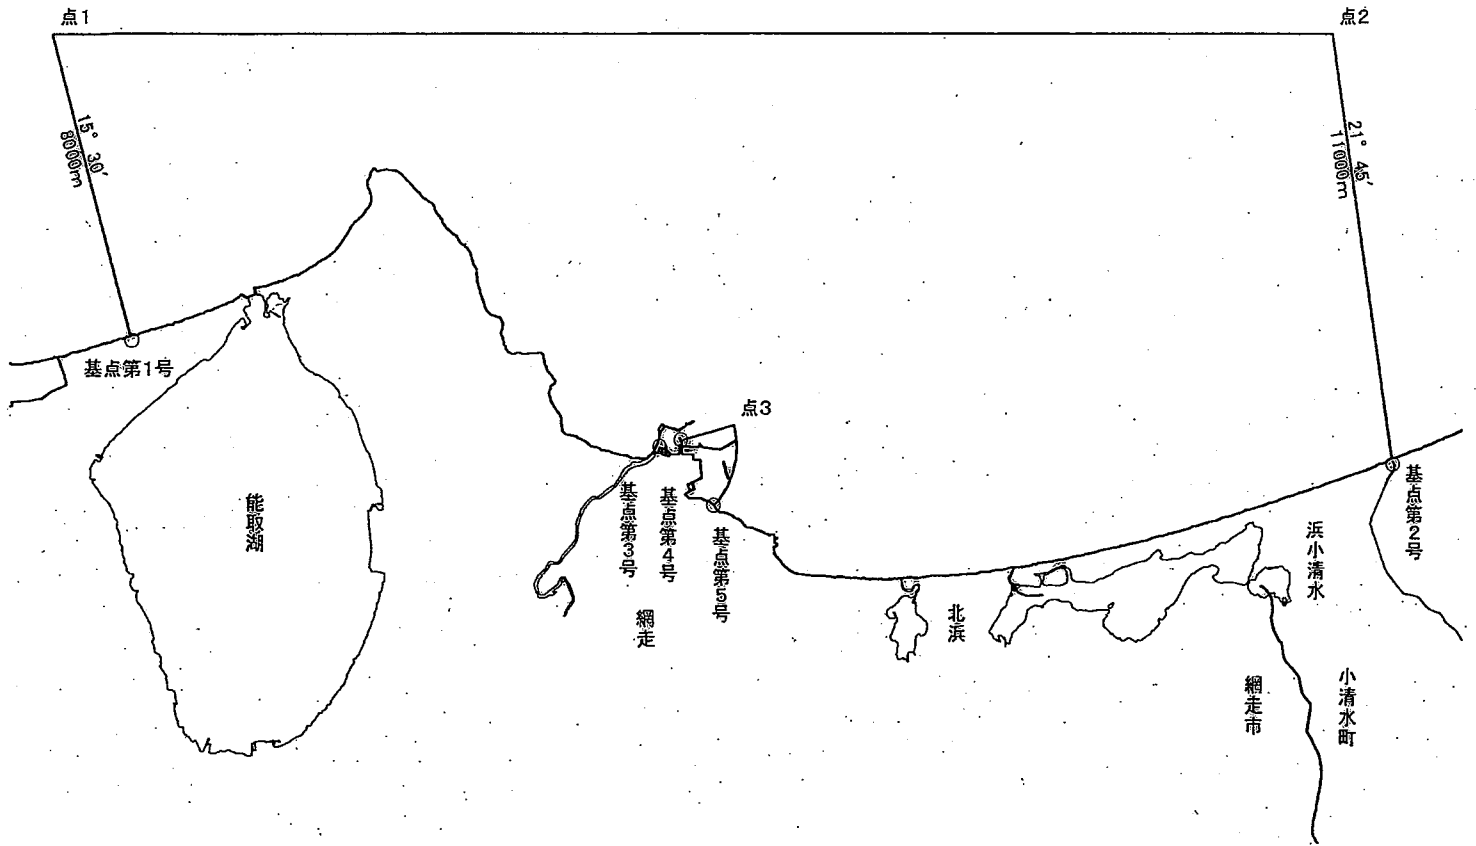 点1
点2
15° 30′
8000m
21° 45′
11000m
基点第1号
点3
能取湖
基点第3号
基点第4号
基点第5号
網走
北浜
浜小清水
基点第2号
網走市
小清水町